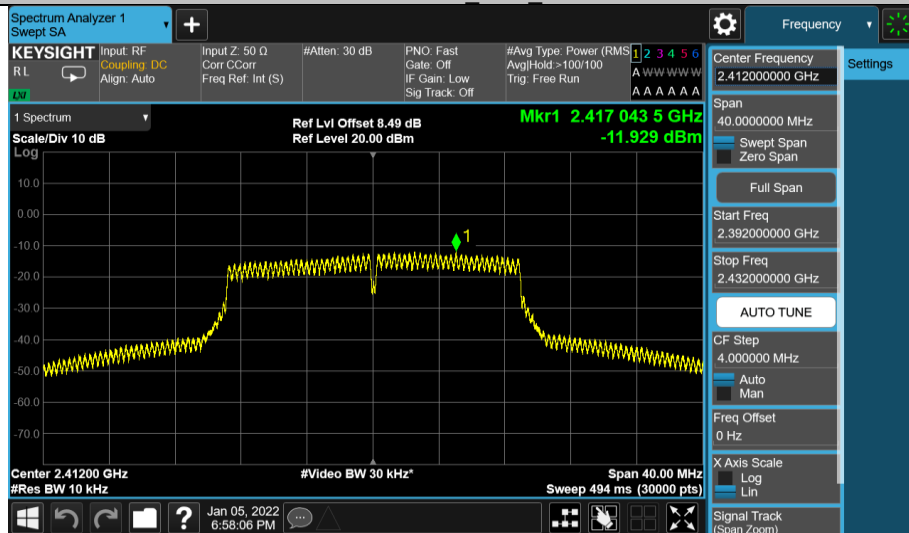 Spectrum Analyzer 1
Swept SA
+
Frequency
Settings
KEYSIGHT
R L
LXI
Input: RF
Coupling: DC
Align: Auto
Input Z: 50 Ω
Corr CCorr
Freq Ref: Int (S)
#Atten: 30 dB
PNO: Fast
Gate: Off
IF Gain: Low
Sig Track: Off
#Avg Type: Power (RMS
Avg|Hold:>100/100
Trig: Free Run
1 2 3 4 5 6
A W W W W W
A A A A A A
1 Spectrum
Scale/Div 10 dB
Log
Ref Lvl Offset 8.49 dB
Ref Level 20.00 dBm
Mkr1 2.417 043 5 GHz
-11.929 dBm
10.0
0.00
-10.0
-20.0
-30.0
-40.0
-50.0
-60.0
-70.0
1
Center 2.41200 GHz
#Res BW 10 kHz
#Video BW 30 kHz*
Span 40.00 MHz
Sweep 494 ms (30000 pts)
?
Jan 05, 2022
6:58:06 PM
Center Frequency
2.412000000 GHz
Span
40.0000000 MHz
Swept Span
Zero Span
Full Span
Start Freq
2.392000000 GHz
Stop Freq
2.432000000 GHz
AUTO TUNE
CF Step
4.000000 MHz
Auto
Man
Freq Offset
0 Hz
X Axis Scale
Log
Lin
Signal Track
(Span Zoom)